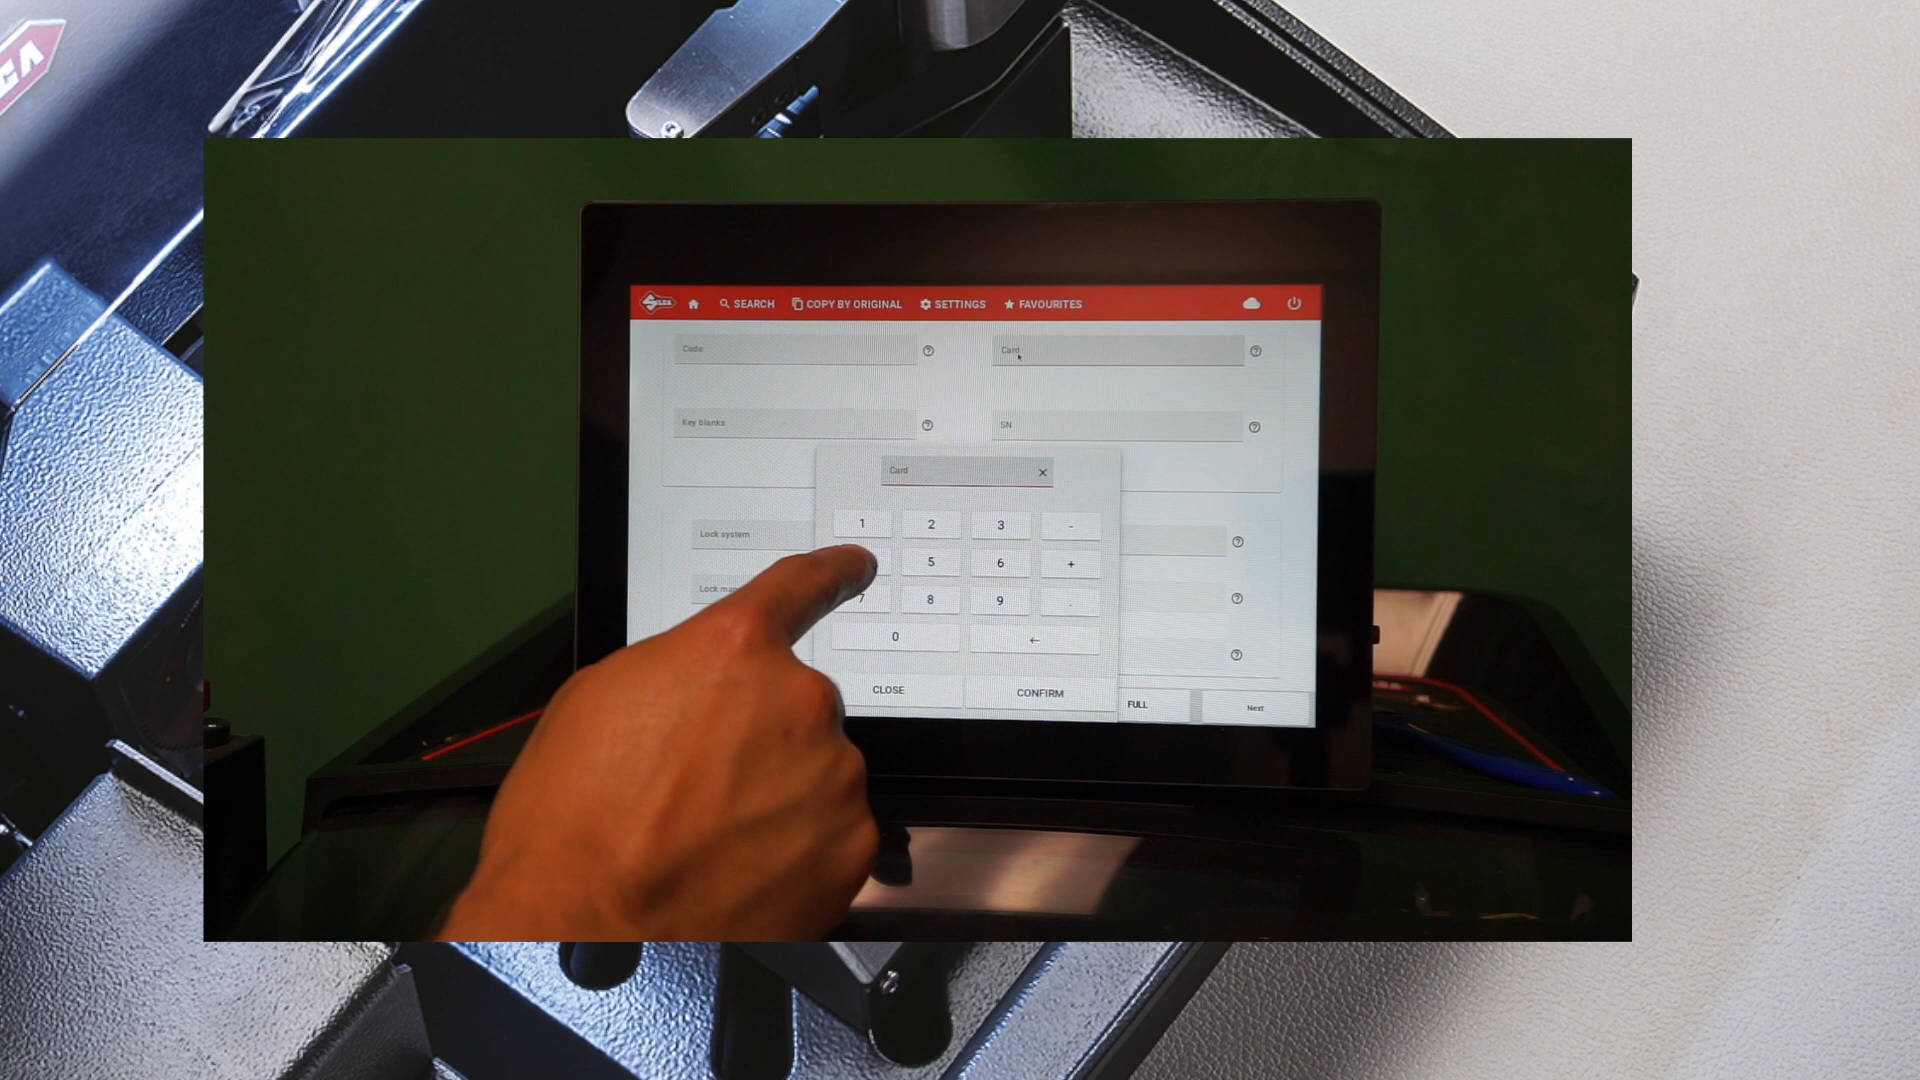 SILCA SEARCH COPY BY ORIGINAL SETTINGS FAVOURITES
Code
Card
Key blanks
SN
Card
1 2 3 -
5 6 +
7 8 9 .
0 ←
Lock system
CLOSE CONFIRM
FULL
Next